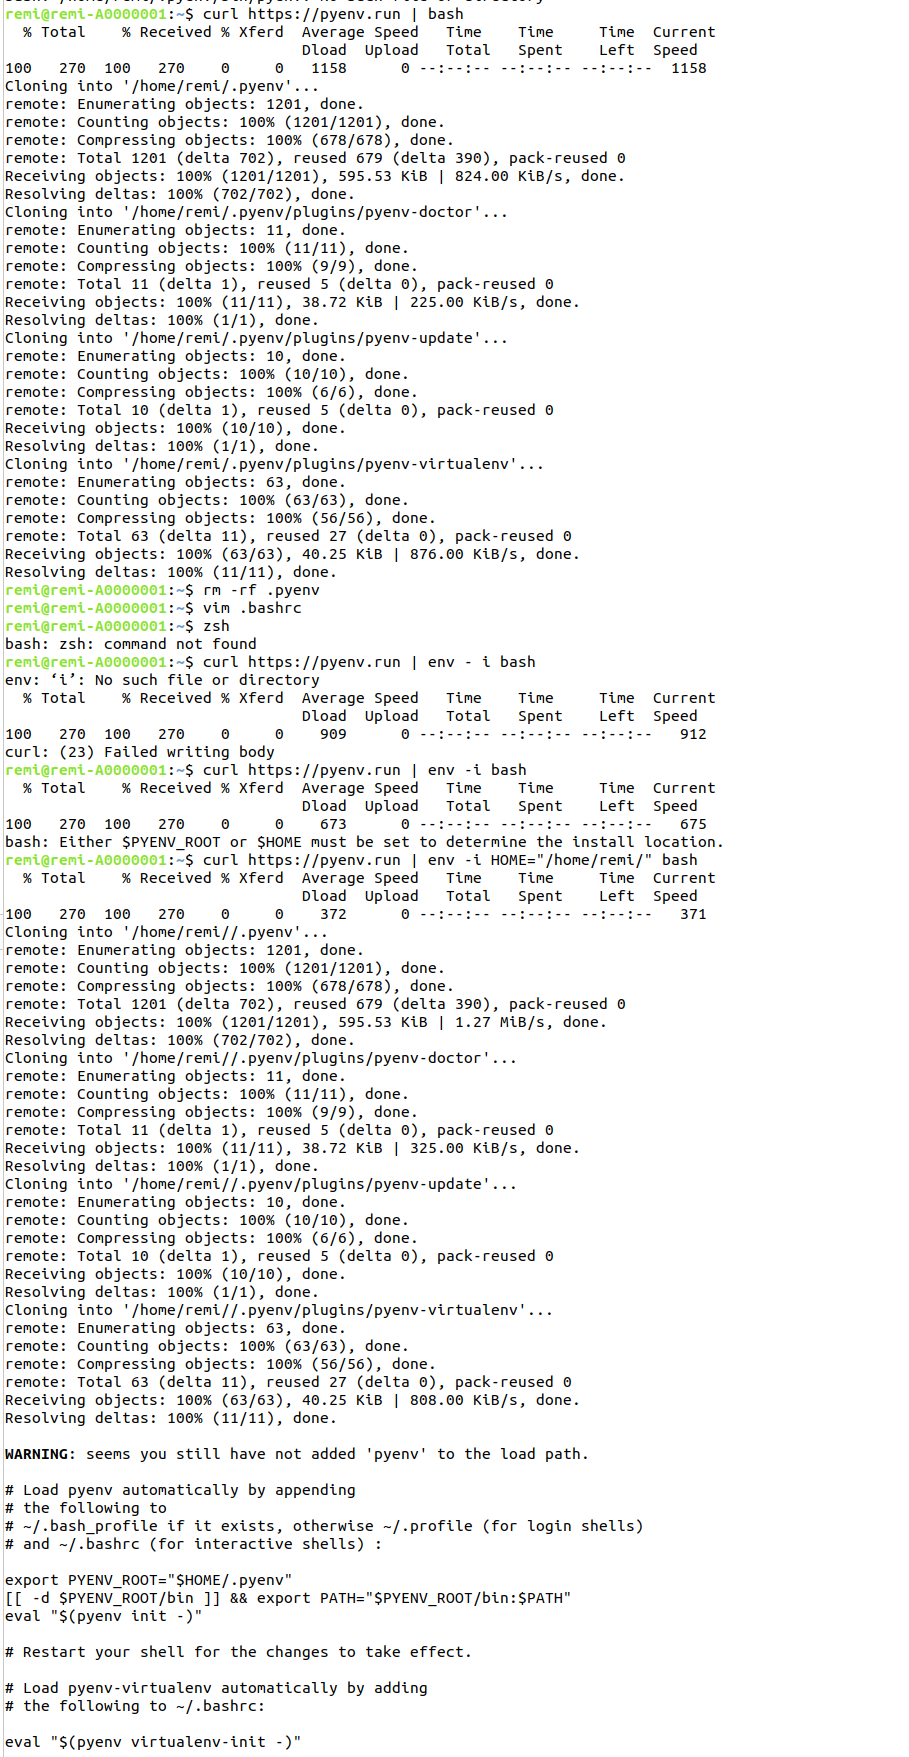 remi@remi-A0000001:~$ curl https://pyenv.run | bash
  % Total    % Received % Xferd  Average Speed   Time    Time     Time  Current
                                 Dload  Upload   Total   Spent    Left  Speed
100   270  100   270    0     0   1158      0 --:--:-- --:--:-- --:--:--  1158
Cloning into '/home/remi/.pyenv'...
remote: Enumerating objects: 1201, done.
remote: Counting objects: 100% (1201/1201), done.
remote: Compressing objects: 100% (678/678), done.
remote: Total 1201 (delta 702), reused 679 (delta 390), pack-reused 0
Receiving objects: 100% (1201/1201), 595.53 KiB | 824.00 KiB/s, done.
Resolving deltas: 100% (702/702), done.
Cloning into '/home/remi/.pyenv/plugins/pyenv-doctor'...
remote: Enumerating objects: 11, done.
remote: Counting objects: 100% (11/11), done.
remote: Compressing objects: 100% (9/9), done.
remote: Total 11 (delta 1), reused 5 (delta 0), pack-reused 0
Receiving objects: 100% (11/11), 38.72 KiB | 225.00 KiB/s, done.
Resolving deltas: 100% (1/1), done.
Cloning into '/home/remi/.pyenv/plugins/pyenv-update'...
remote: Enumerating objects: 10, done.
remote: Counting objects: 100% (10/10), done.
remote: Compressing objects: 100% (6/6), done.
remote: Total 10 (delta 1), reused 5 (delta 0), pack-reused 0
Receiving objects: 100% (10/10), done.
Resolving deltas: 100% (1/1), done.
Cloning into '/home/remi/.pyenv/plugins/pyenv-virtualenv'...
remote: Enumerating objects: 63, done.
remote: Counting objects: 100% (63/63), done.
remote: Compressing objects: 100% (56/56), done.
remote: Total 63 (delta 11), reused 27 (delta 0), pack-reused 0
Receiving objects: 100% (63/63), 40.25 KiB | 876.00 KiB/s, done.
Resolving deltas: 100% (11/11), done.
remi@remi-A0000001:~$ rm -rf .pyenv
remi@remi-A0000001:~$ vim .bashrc
remi@remi-A0000001:~$ zsh
bash: zsh: command not found
remi@remi-A0000001:~$ curl https://pyenv.run | env - i bash
env: ‘i’: No such file or directory
  % Total    % Received % Xferd  Average Speed   Time    Time     Time  Current
                                 Dload  Upload   Total   Spent    Left  Speed
100   270  100   270    0     0    909      0 --:--:-- --:--:-- --:--:--   912
curl: (23) Failed writing body
remi@remi-A0000001:~$ curl https://pyenv.run | env -i bash
  % Total    % Received % Xferd  Average Speed   Time    Time     Time  Current
                                 Dload  Upload   Total   Spent    Left  Speed
100   270  100   270    0     0    673      0 --:--:-- --:--:-- --:--:--   675
bash: Either $PYENV_ROOT or $HOME must be set to determine the install location.
remi@remi-A0000001:~$ curl https://pyenv.run | env -i HOME="/home/remi/" bash
  % Total    % Received % Xferd  Average Speed   Time    Time     Time  Current
                                 Dload  Upload   Total   Spent    Left  Speed
100   270  100   270    0     0    372      0 --:--:-- --:--:-- --:--:--   371
Cloning into '/home/remi//.pyenv'...
remote: Enumerating objects: 1201, done.
remote: Counting objects: 100% (1201/1201), done.
remote: Compressing objects: 100% (678/678), done.
remote: Total 1201 (delta 702), reused 679 (delta 390), pack-reused 0
Receiving objects: 100% (1201/1201), 595.53 KiB | 1.27 MiB/s, done.
Resolving deltas: 100% (702/702), done.
Cloning into '/home/remi//.pyenv/plugins/pyenv-doctor'...
remote: Enumerating objects: 11, done.
remote: Counting objects: 100% (11/11), done.
remote: Compressing objects: 100% (9/9), done.
remote: Total 11 (delta 1), reused 5 (delta 0), pack-reused 0
Receiving objects: 100% (11/11), 38.72 KiB | 325.00 KiB/s, done.
Resolving deltas: 100% (1/1), done.
Cloning into '/home/remi//.pyenv/plugins/pyenv-update'...
remote: Enumerating objects: 10, done.
remote: Counting objects: 100% (10/10), done.
remote: Compressing objects: 100% (6/6), done.
remote: Total 10 (delta 1), reused 5 (delta 0), pack-reused 0
Receiving objects: 100% (10/10), done.
Resolving deltas: 100% (1/1), done.
Cloning into '/home/remi//.pyenv/plugins/pyenv-virtualenv'...
remote: Enumerating objects: 63, done.
remote: Counting objects: 100% (63/63), done.
remote: Compressing objects: 100% (56/56), done.
remote: Total 63 (delta 11), reused 27 (delta 0), pack-reused 0
Receiving objects: 100% (63/63), 40.25 KiB | 808.00 KiB/s, done.
Resolving deltas: 100% (11/11), done.

WARNING: seems you still have not added 'pyenv' to the load path.

# Load pyenv automatically by appending
# the following to
# ~/.bash_profile if it exists, otherwise ~/.profile (for login shells)
# and ~/.bashrc (for interactive shells) :

export PYENV_ROOT="$HOME/.pyenv"
[[ -d $PYENV_ROOT/bin ]] && export PATH="$PYENV_ROOT/bin:$PATH"
eval "$(pyenv init -)"

# Restart your shell for the changes to take effect.

# Load pyenv-virtualenv automatically by adding
# the following to ~/.bashrc:

eval "$(pyenv virtualenv-init -)"